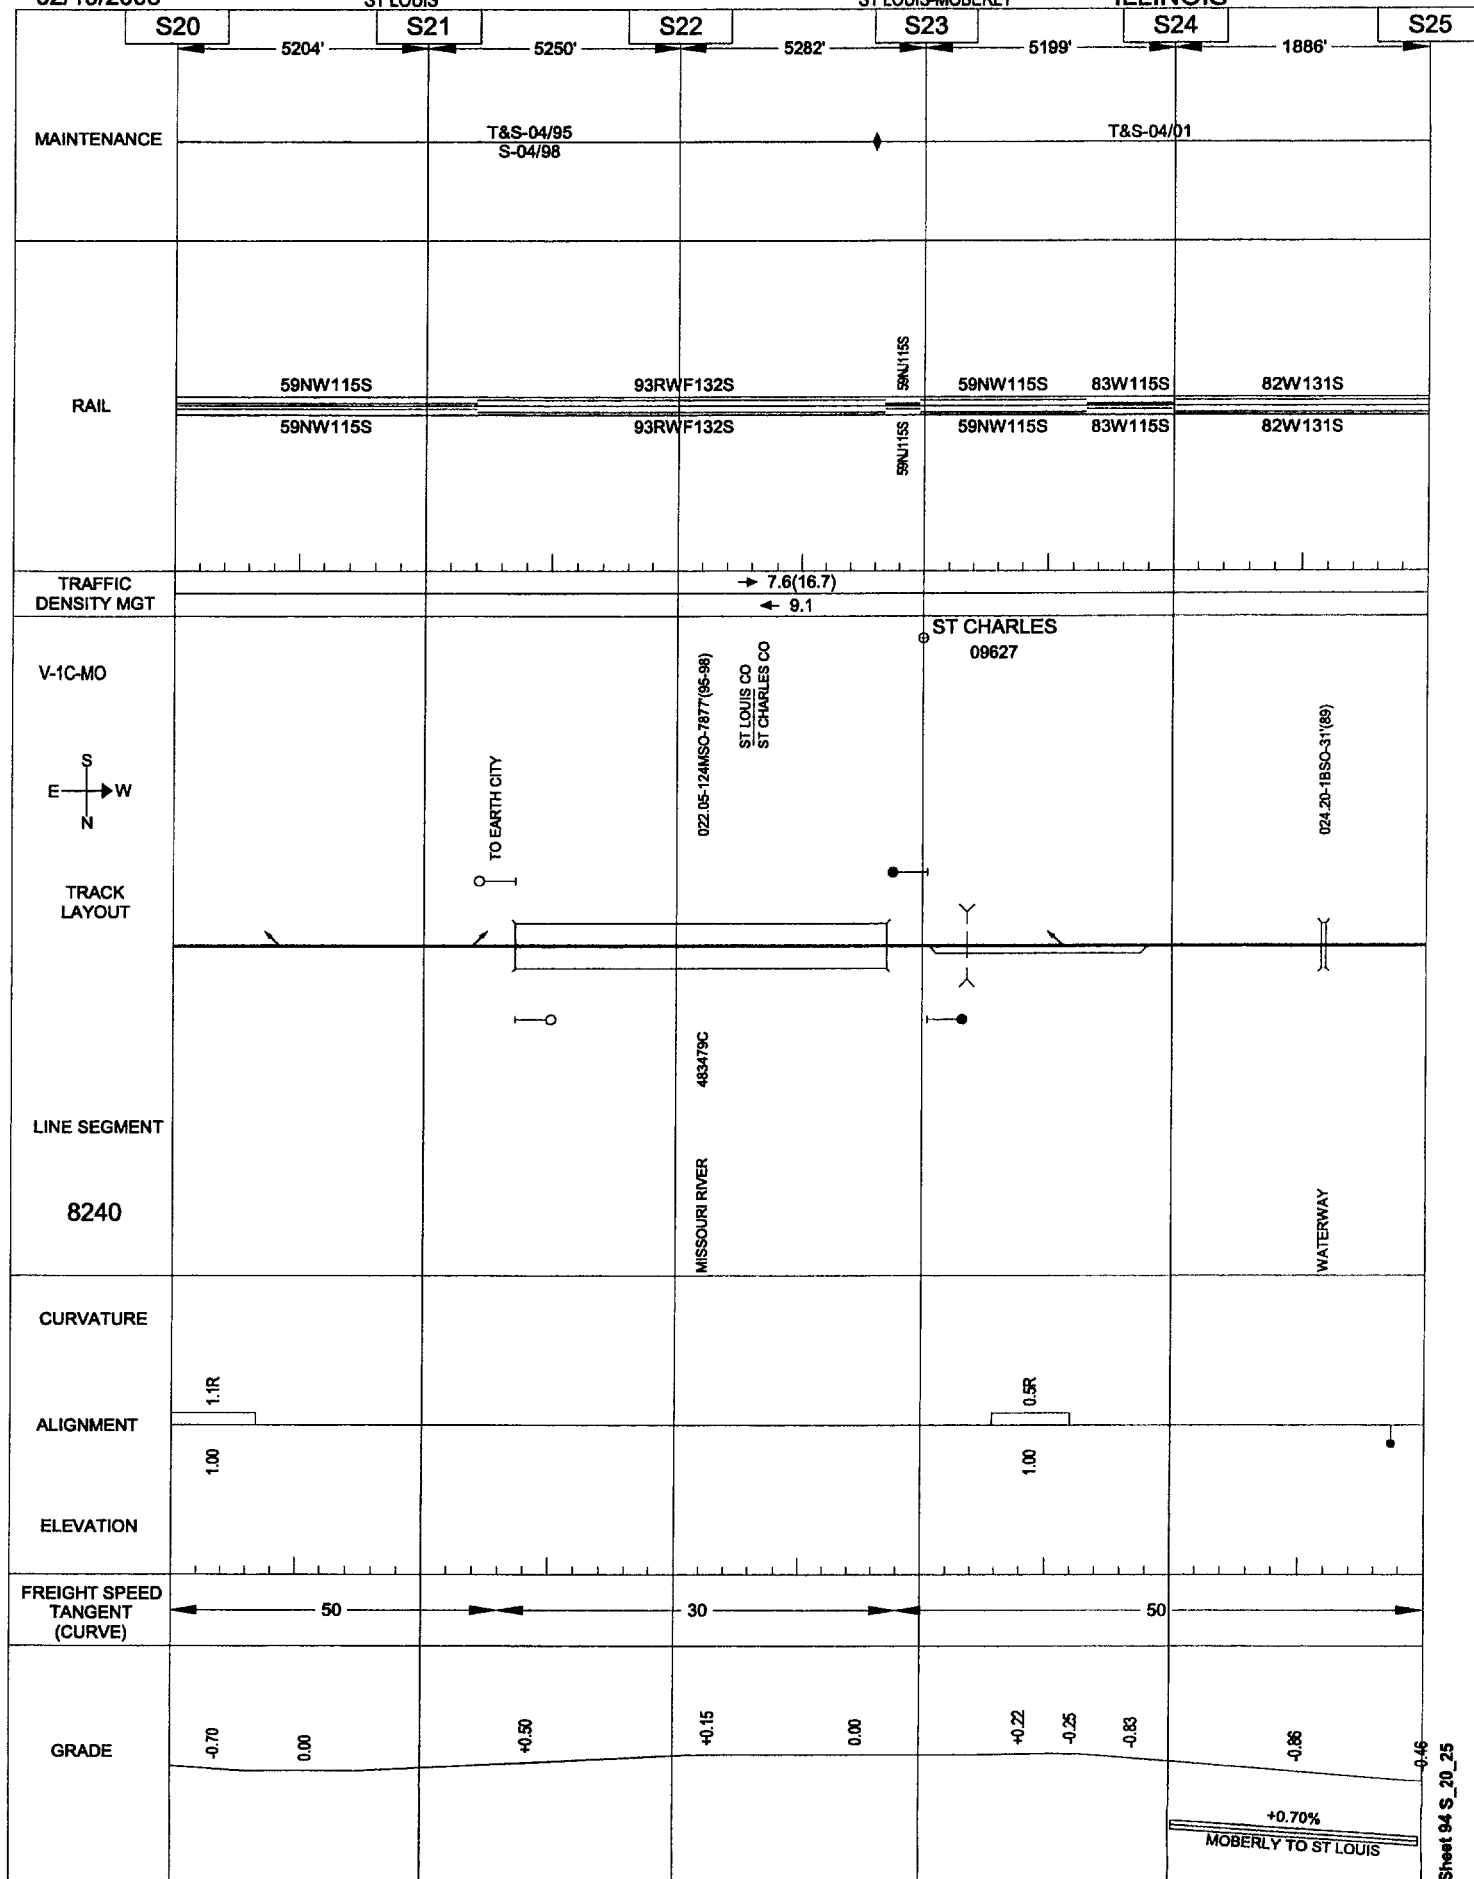 ST LOUIS
ST LOUIS-MOBERLY
ILLINOIS
S20 S21 S22 S23 S24 S25
5204' 5250' 5282' 5199' 1886'
MAINTENANCE
T&S-04/95
S-04/98
T&S-04/01
RAIL
59NW115S 93RWF132S 59NJ115S 59NW115S 83W115S 82W131S
59NW115S 93RWF132S 59NJ115S 59NW115S 83W115S 82W131S
TRAFFIC
DENSITY MGT
→ 7.6(16.7)
← 9.1
ST CHARLES
09627
V-1C-MO
S
E W
N
TO EARTH CITY
022.05-124MSO-7877'(95-98)
ST LOUIS CO
ST CHARLES CO
024.20-1BSO-31'(89)
TRACK
LAYOUT
483479C
LINE SEGMENT
8240
MISSOURI RIVER
WATERWAY
CURVATURE
1.1R 0.5R
ALIGNMENT
1.00 1.00
ELEVATION
FREIGHT SPEED
TANGENT
(CURVE)
50 30 50
GRADE
-0.70 0.00 +0.50 +0.15 0.00 +0.22 -0.25 -0.83 -0.86 -0.46
+0.70%
MOBERLY TO ST LOUIS
Sheet 94 S_20_25